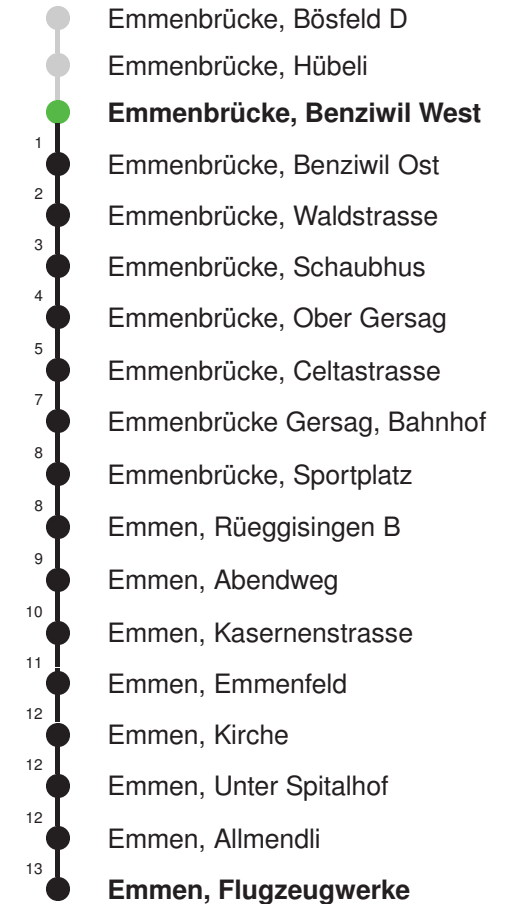 Emmenbrücke, Bösfeld D
Emmenbrücke, Hübeli
Emmenbrücke, Benziwil West
1 Emmenbrücke, Benziwil Ost
2 Emmenbrücke, Waldstrasse
3 Emmenbrücke, Schaubhus
4 Emmenbrücke, Ober Gersag
5 Emmenbrücke, Celtastrasse
7 Emmenbrücke Gersag, Bahnhof
8 Emmenbrücke, Sportplatz
8 Emmen, Rüeggisingen B
9 Emmen, Abendweg
10 Emmen, Kasernenstrasse
11 Emmen, Emmenfeld
12 Emmen, Kirche
12 Emmen, Unter Spitalhof
12 Emmen, Allmendli
13 Emmen, Flugzeugwerke